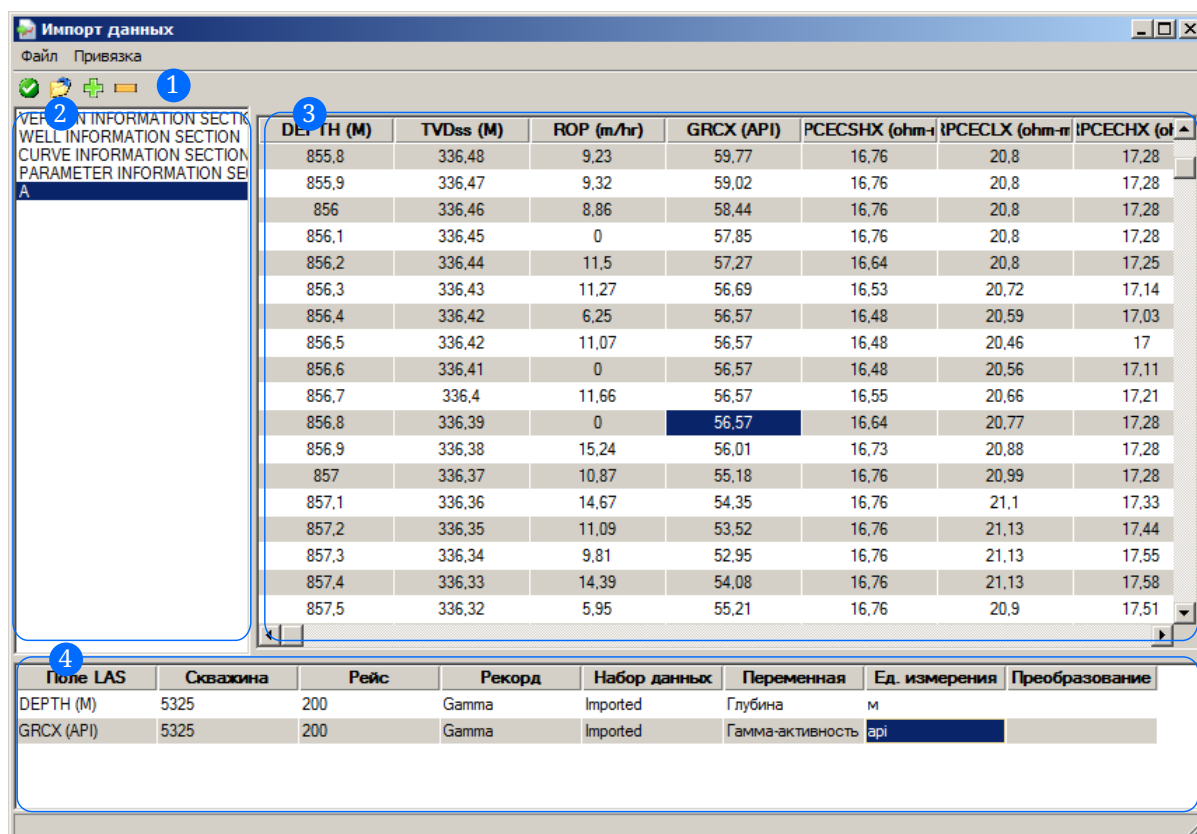 Импорт данных
Файл Привязка
1
2
VERSION INFORMATION SECTIO
WELL INFORMATION SECTION
CURVE INFORMATION SECTION
PARAMETER INFORMATION SE
A
3
DEPTH (M) TVDss (M) ROP (m/hr) GRCX (API) PCECSHX (ohm- RPCECLX (ohm-m RPCECHX (oh
855,8 336,48 9,23 59,77 16,76 20,8 17,28
855,9 336,47 9,32 59,02 16,76 20,8 17,28
856 336,46 8,86 58,44 16,76 20,8 17,28
856,1 336,45 0 57,85 16,76 20,8 17,28
856,2 336,44 11,5 57,27 16,64 20,8 17,25
856,3 336,43 11,27 56,69 16,53 20,72 17,14
856,4 336,42 6,25 56,57 16,48 20,59 17,03
856,5 336,42 11,07 56,57 16,48 20,46 17
856,6 336,41 0 56,57 16,48 20,56 17,11
856,7 336,4 11,66 56,57 16,55 20,66 17,21
856,8 336,39 0 56,57 16,64 20,77 17,28
856,9 336,38 15,24 56,01 16,73 20,88 17,28
857 336,37 10,87 55,18 16,76 20,99 17,28
857,1 336,36 14,67 54,35 16,76 21,1 17,33
857,2 336,35 11,09 53,52 16,76 21,13 17,44
857,3 336,34 9,81 52,95 16,76 21,13 17,55
857,4 336,33 14,39 54,08 16,76 21,13 17,58
857,5 336,32 5,95 55,21 16,76 20,9 17,51
4
Поле LAS Скважина Рейс Рекорд Набор данных Переменная Ед. измерения Преобразование
DEPTH (M) 5325 200 Gamma Imported Глубина м
GRCX (API) 5325 200 Gamma Imported Гамма-активность api